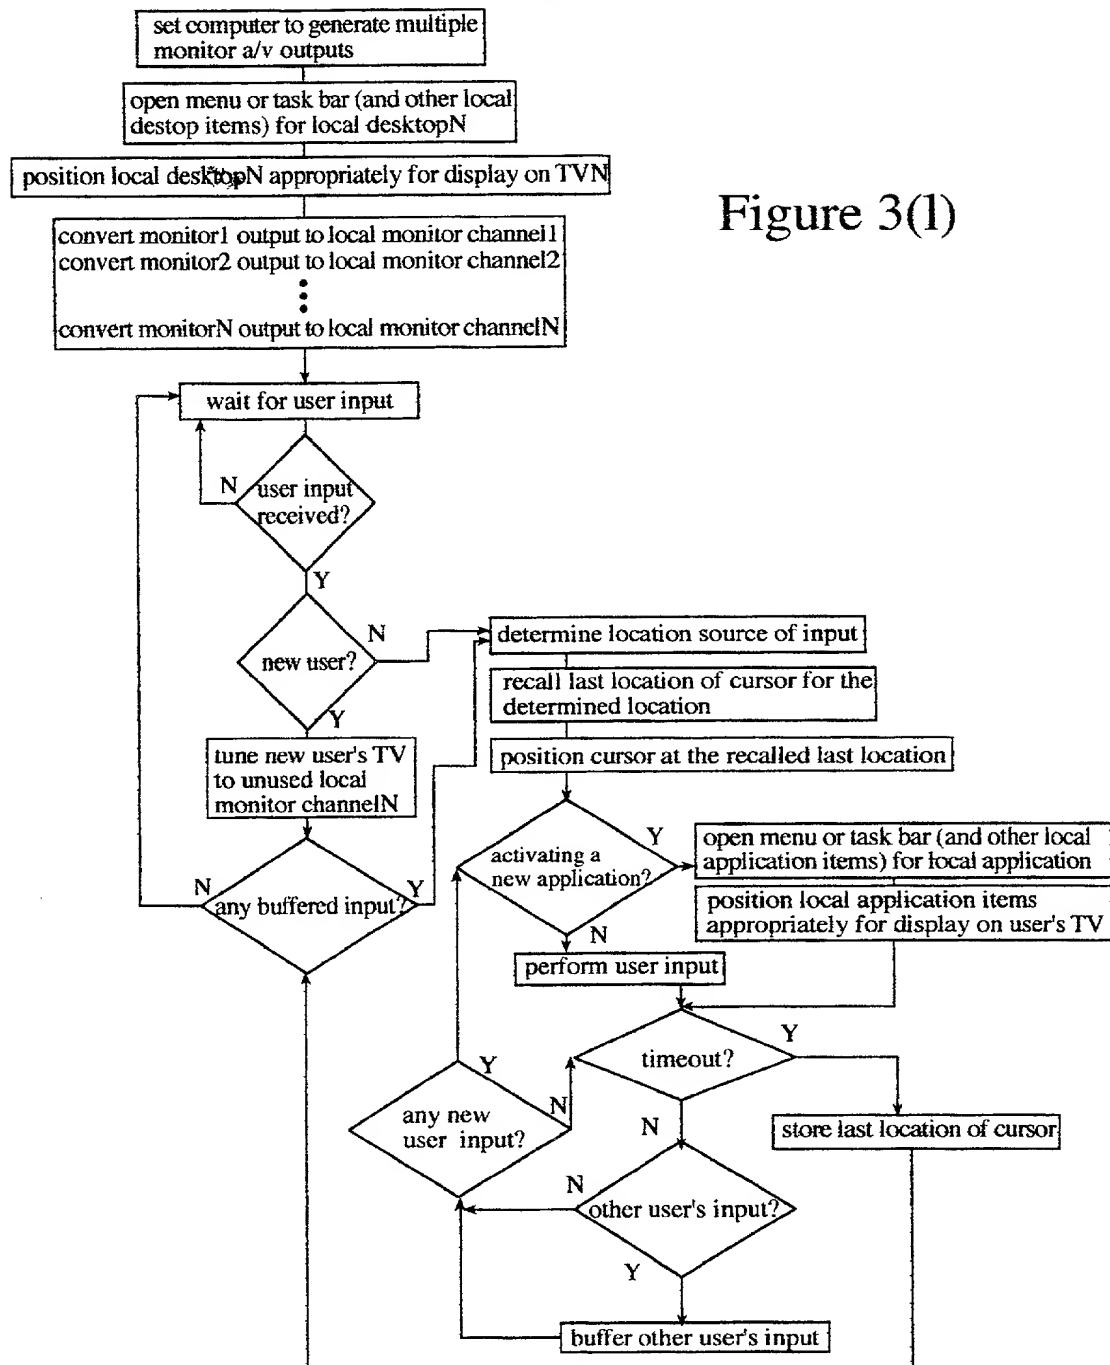 set computer to generate multiple
monitor a/v outputs
open menu or task bar (and other local
destop items) for local desktopN
position local desktopN appropriately for display on TVN
Figure 3(l)
convert monitor1 output to local monitor channel1
convert monitor2 output to local monitor channel2
convert monitorN output to local monitor channelN
wait for user input
N
user input
received?
Y
new user?
N
Y
determine location source of input
recall last location of cursor for the
determined location
position cursor at the recalled last location
tune new user's TV
to unused local
monitor channelN
any buffered input?
N
Y
activating a
new application?
Y
N
open menu or task bar (and other local
application items) for local application
position local application items
appropriately for display on user's TV
perform user input
timeout?
Y
N
any new
user input?
Y
N
store last location of cursor
other user's input?
N
Y
buffer other user's input